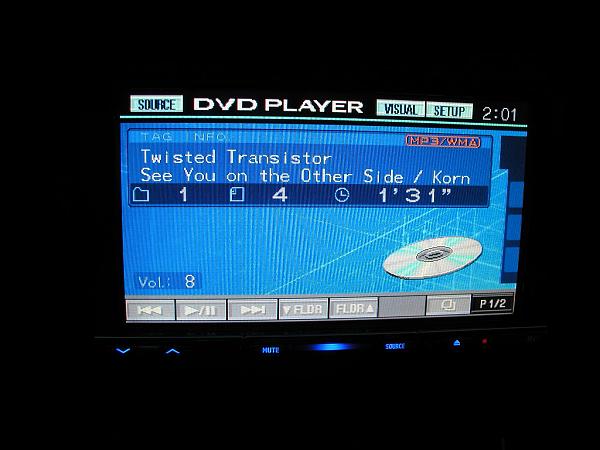 SOURCE DVD PLAYER VISUAL SETUP 2:01
TAG INFO MP3/WMA
Twisted Transistor
See You on the Other Side / Korn
1 4 1'31"
Vol: 8
▼FLDR FLDR▲ P1/2
MUTE SOURCE